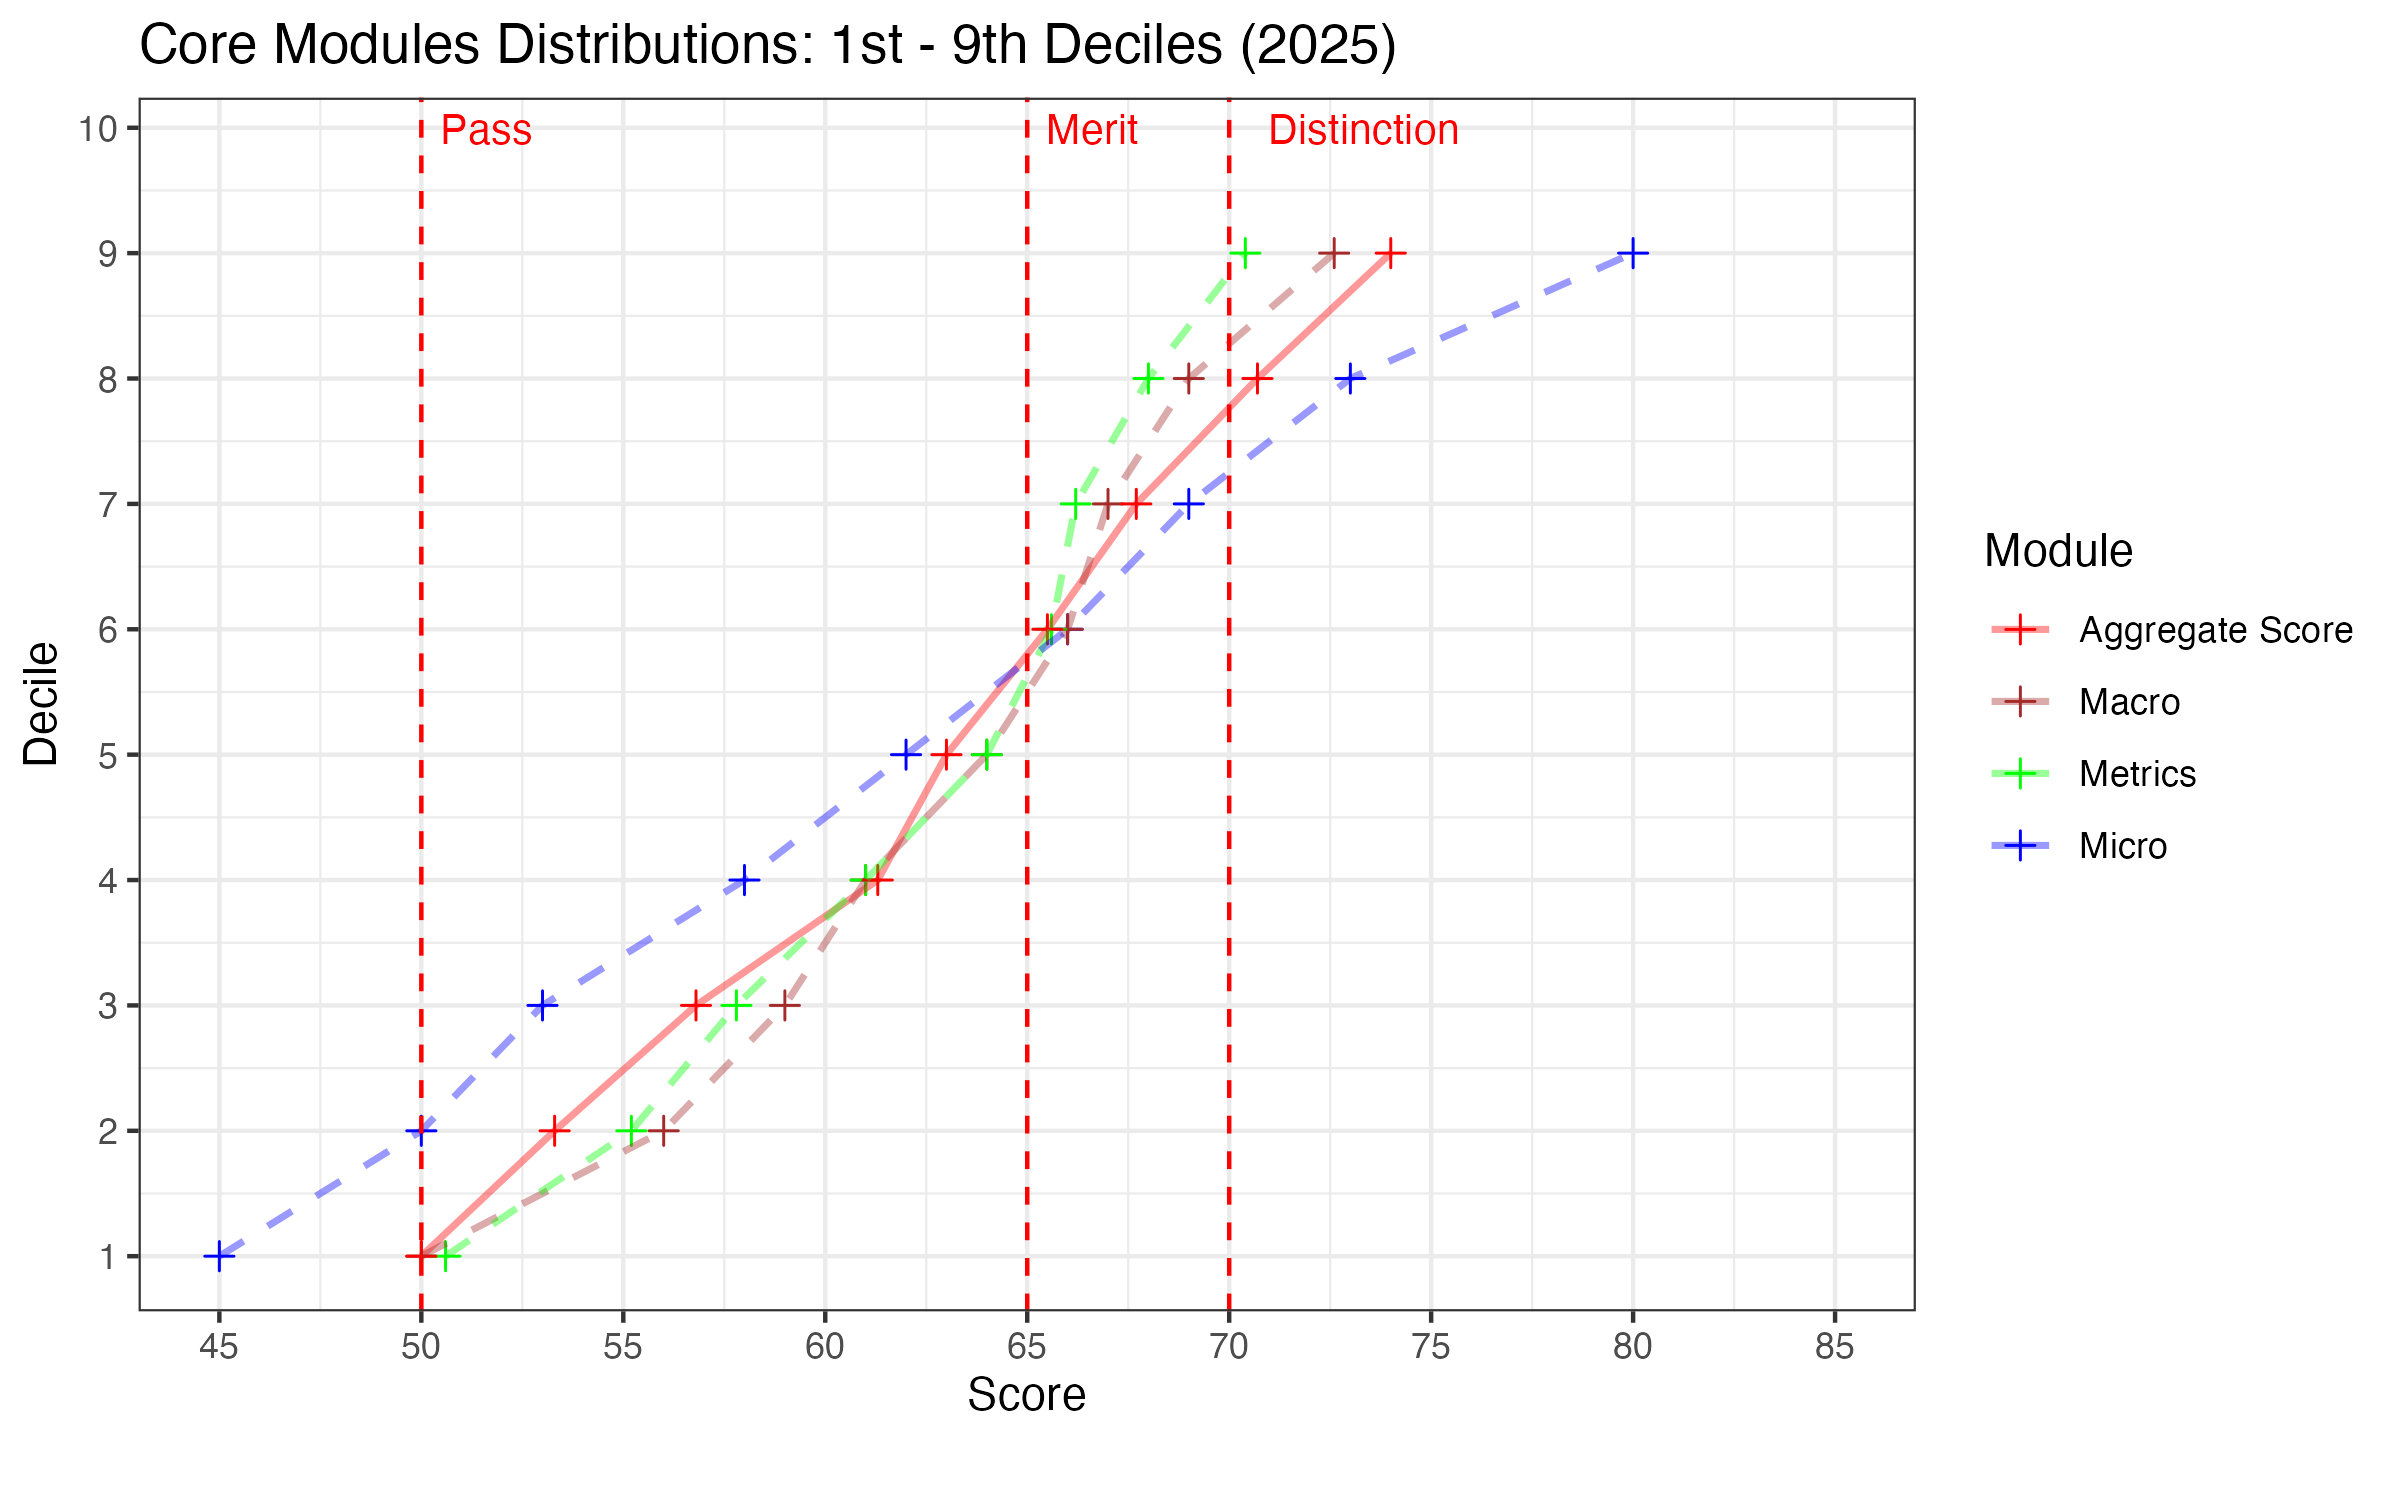 Core Modules Distributions: 1st - 9th Deciles (2025)
Pass
Merit
Distinction
10
9
8
7
6
5
4
3
2
1
Decile
45 50 55 60 65 70 75 80 85
Score
Module
Aggregate Score
Macro
Metrics
Micro